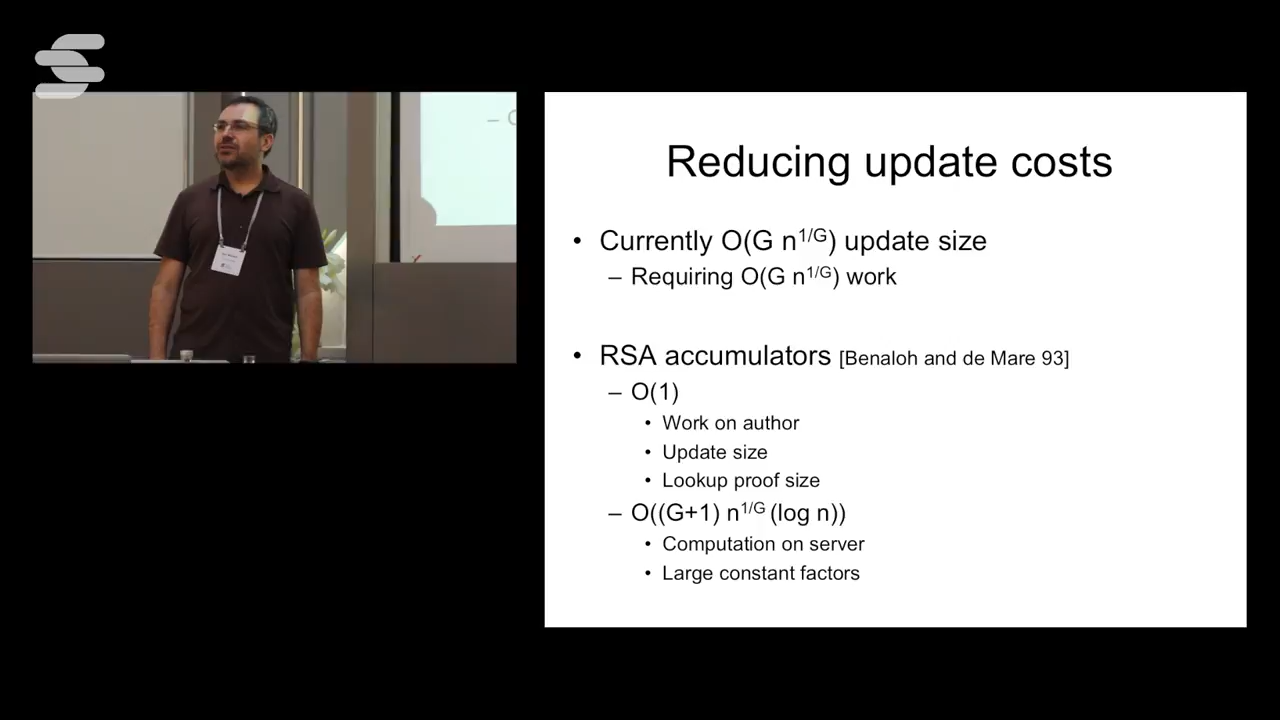 Reducing update costs
• Currently O(G n^1/G) update size
– Requiring O(G n^1/G) work
• RSA accumulators [Benaloh and de Mare 93]
– O(1)
• Work on author
• Update size
• Lookup proof size
– O((G+1) n^1/G (log n))
• Computation on server
• Large constant factors